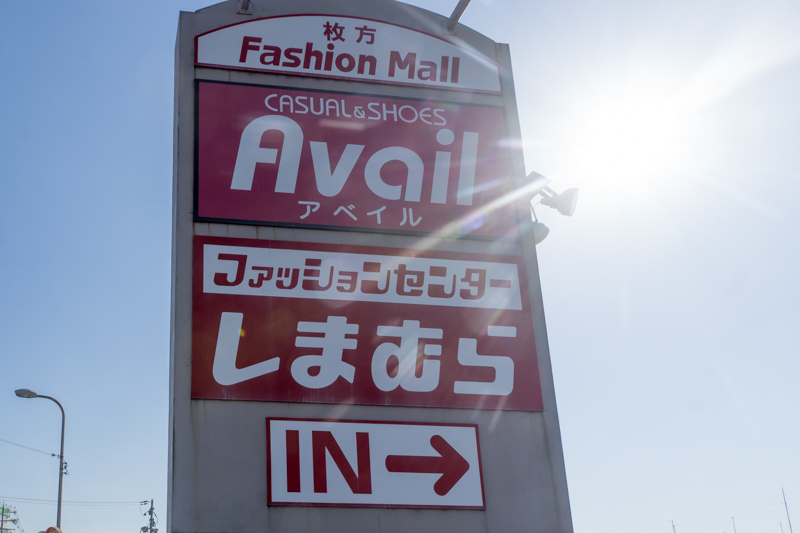 枚方
Fashion Mall
CASUAL&SHOES
Avail
アベイル
ファッションセンター
しまむら
IN→